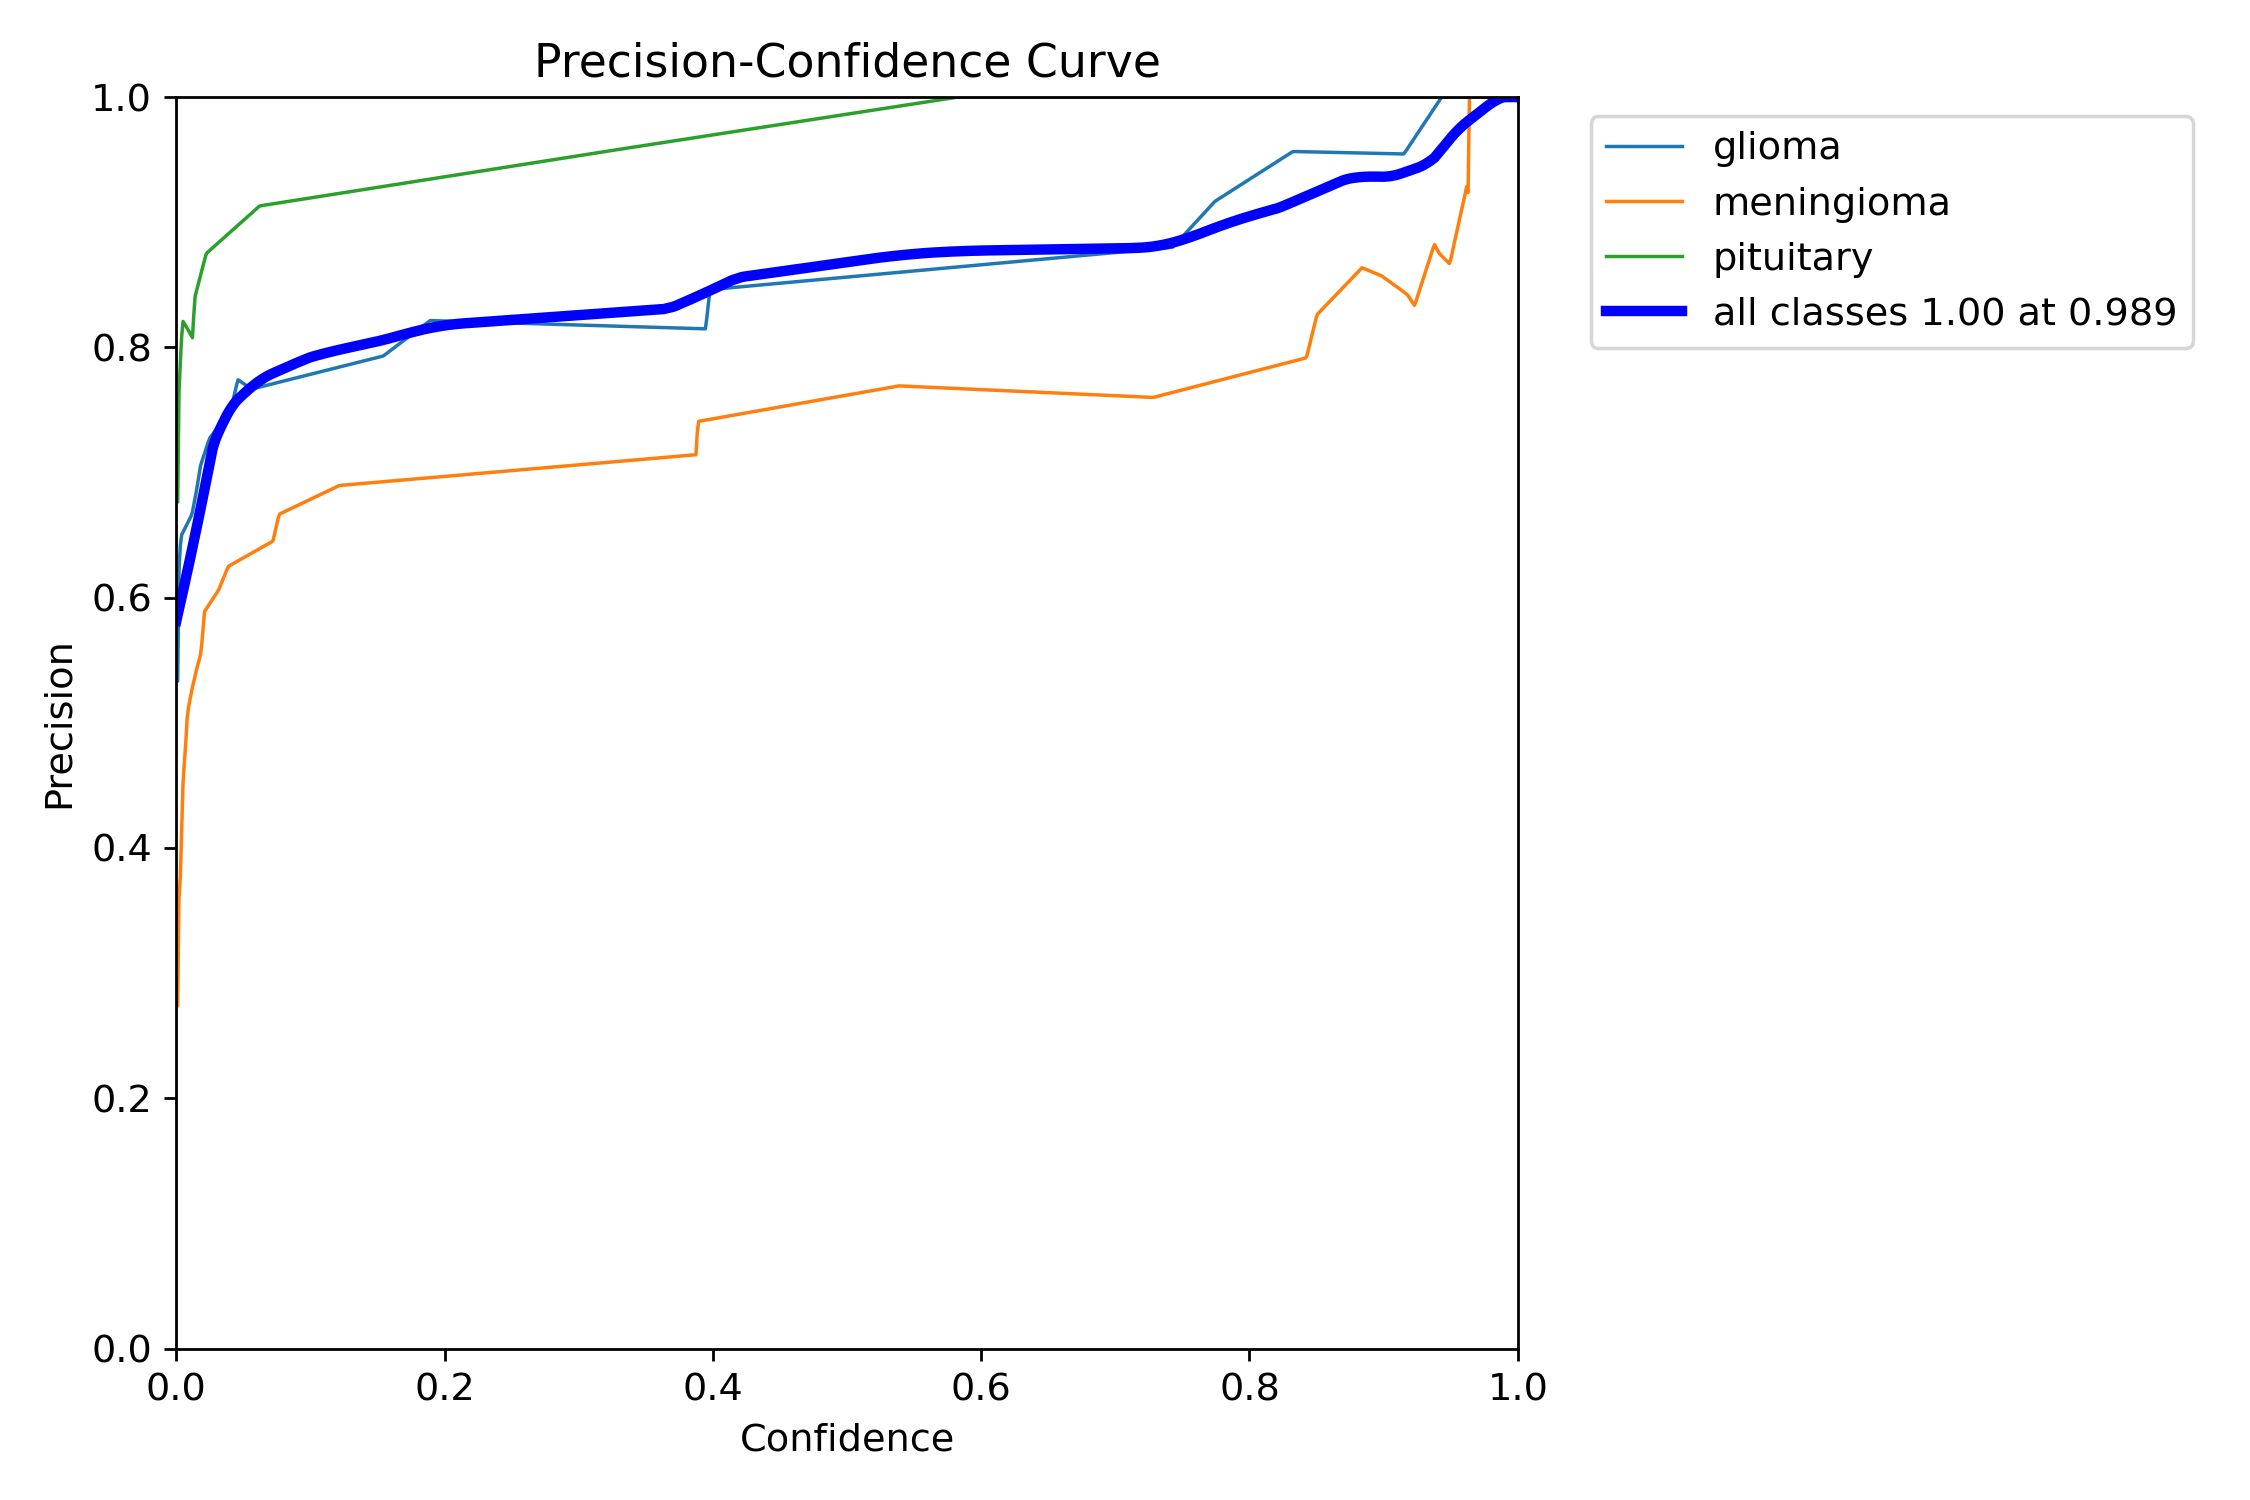 Precision-Confidence Curve
1.0
0.8
0.6
0.4
0.2
0.0
Precision
0.0 0.2 0.4 0.6 0.8 1.0
Confidence
glioma
meningioma
pituitary
all classes 1.00 at 0.989